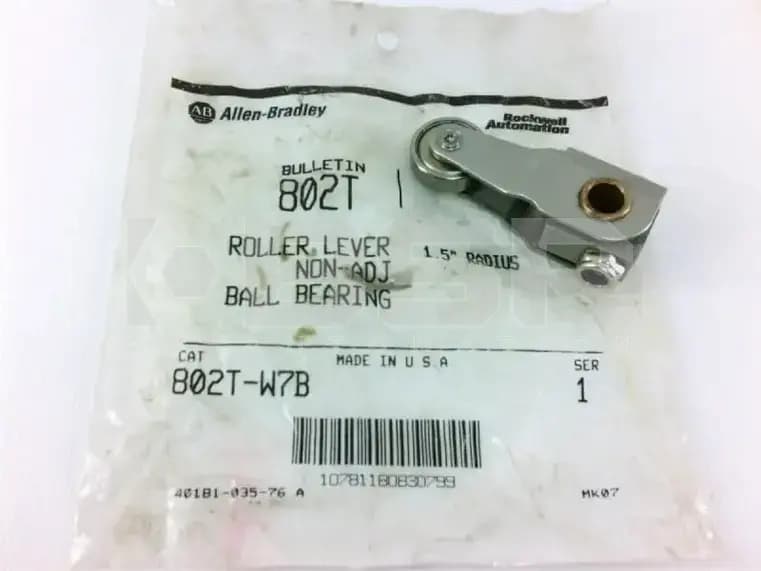 AB Allen-Bradley
Rockwell
Automation
BULLETIN
802T
ROLLER LEVER 1.5" RADIUS
NON-ADJ
BALL BEARING
CAT MADE IN U S A SER
802T-W7B 1
10781180830799
40181-035-76 A MK07